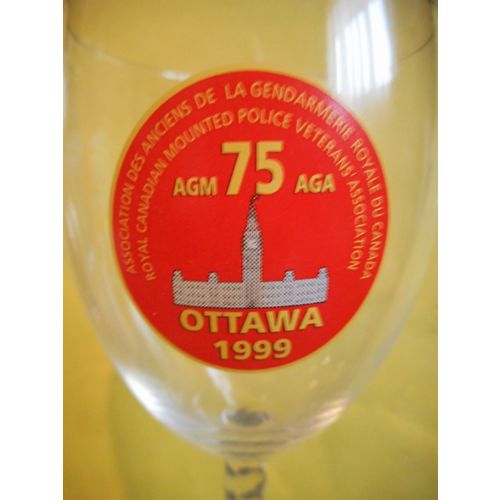 ASSOCIATION DES ANCIENS DE LA GENDARMERIE ROYALE DU CANADA
ROYAL CANADIAN MOUNTED POLICE VETERANS' ASSOCIATION
AGM 75 AGA
OTTAWA
1999